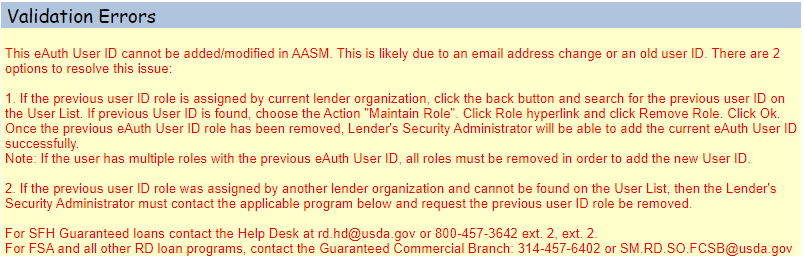 Validation Errors
This eAuth User ID cannot be added/modified in AASM. This is likely due to an email address change or an old user ID. There are 2
options to resolve this issue:
1. If the previous user ID role is assigned by current lender organization, click the back button and search for the previous user ID on
the User List. If previous User ID is found, choose the Action "Maintain Role". Click Role hyperlink and click Remove Role. Click Ok.
Once the previous eAuth User ID role has been removed, Lender's Security Administrator will be able to add the current eAuth User ID
successfully.
Note: If the user has multiple roles with the previous eAuth User ID, all roles must be removed in order to add the new User ID.
2. If the previous user ID role was assigned by another lender organization and cannot be found on the User List, then the Lender's
Security Administrator must contact the applicable program below and request the previous user ID role be removed.
For SFH Guaranteed loans contact the Help Desk at rd.hd@usda.gov or 800-457-3642 ext. 2, ext. 2.
For FSA and all other RD loan programs, contact the Guaranteed Commercial Branch: 314-457-6402 or SM.RD.SO.FCSB@usda.gov